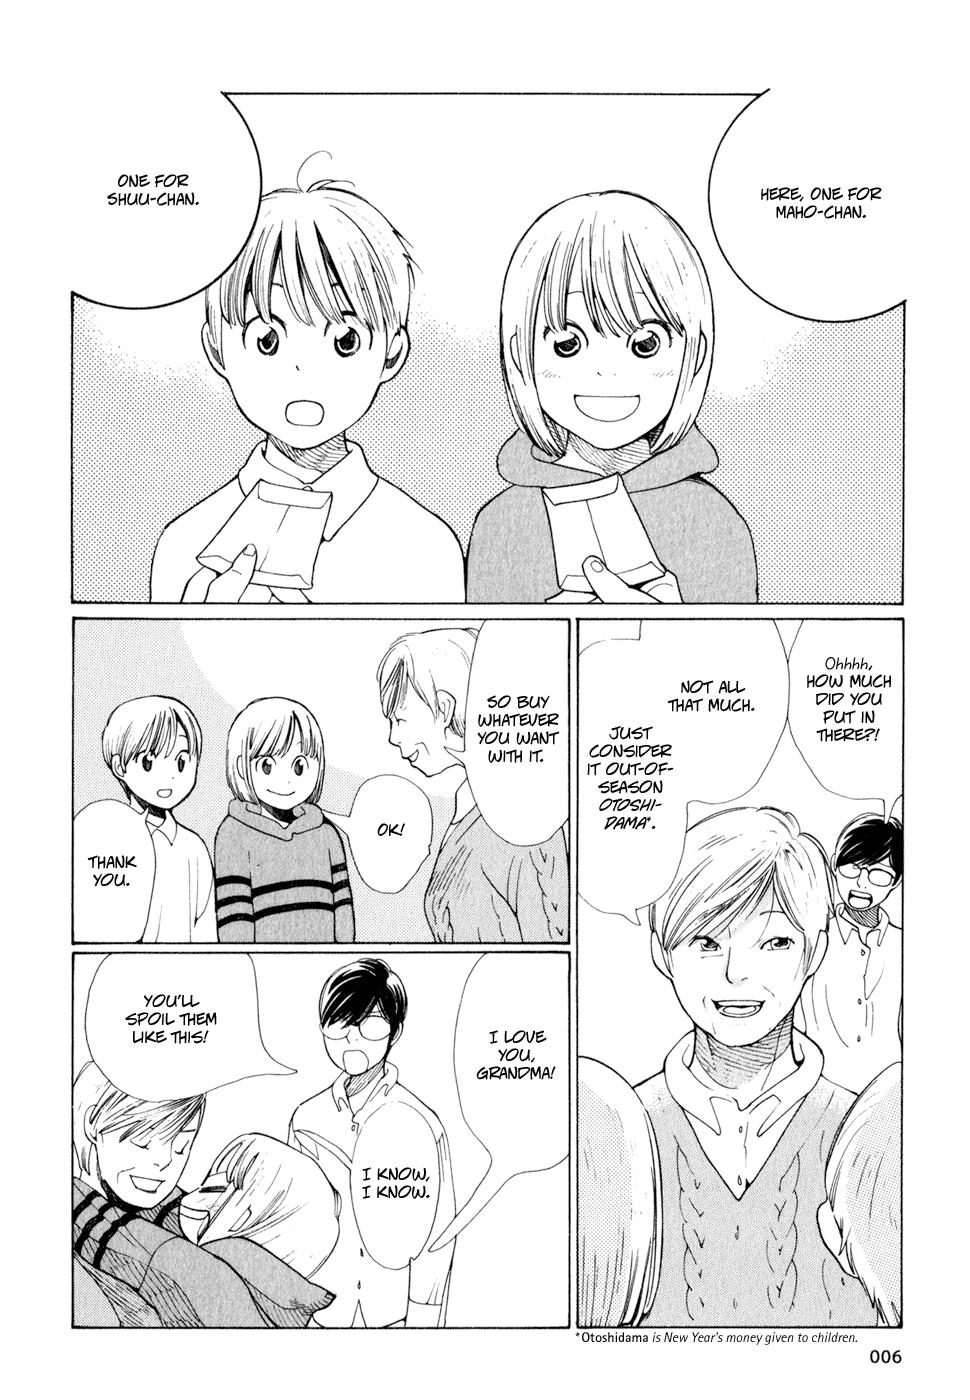 HERE, ONE FOR
MAHO-CHAN.
ONE FOR
SHUU-CHAN.
Ohhhh,
HOW MUCH
DID YOU
PUT IN
THERE?!
NOT ALL
THAT MUCH.
JUST
CONSIDER
IT OUT-OF-
SEASON
OTOSHI-
DAMA*.
SO BUY
WHATEVER
YOU WANT
WITH IT.
OK!
THANK
YOU.
I LOVE
YOU,
GRANDMA!
I KNOW,
I KNOW.
YOU'LL
SPOIL THEM
LIKE THIS!
*Otoshidama is New Year's money given to children.
006